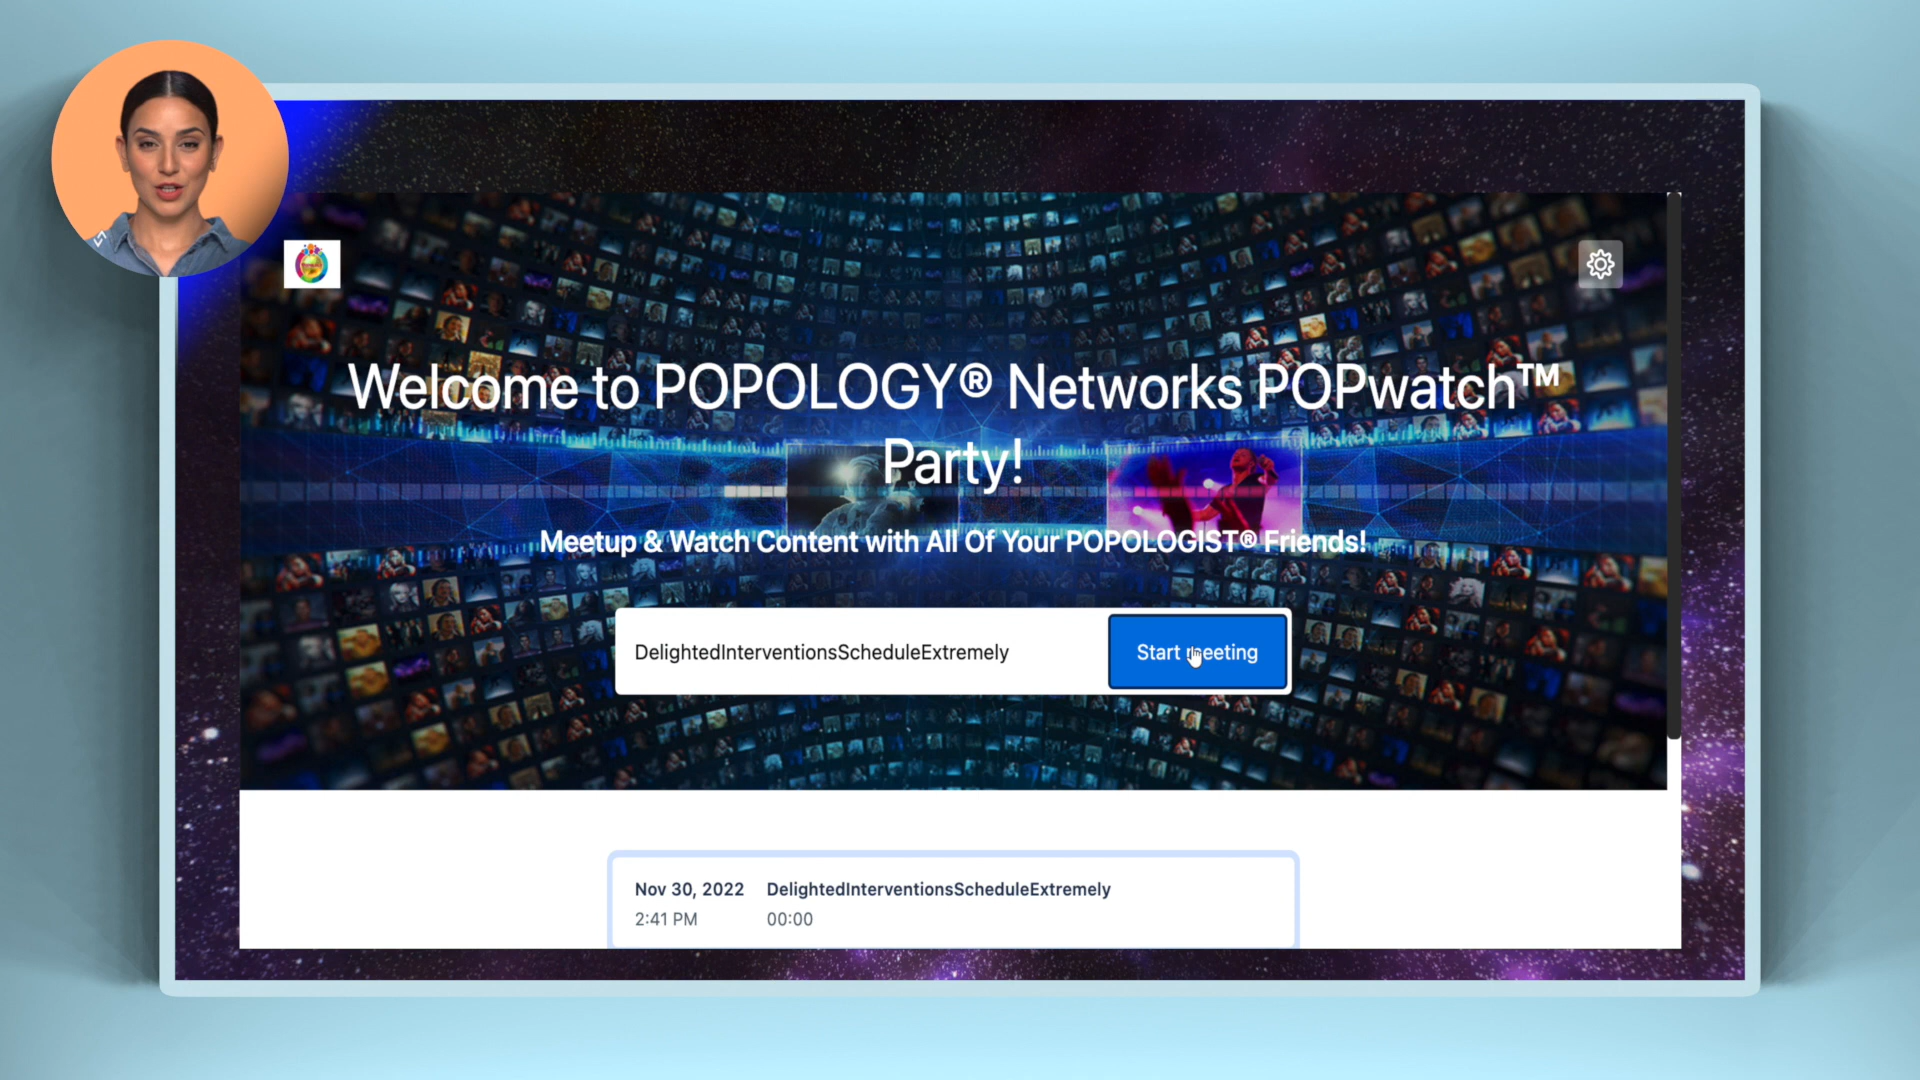 Welcome to POPOLOGY® Networks POPwatch™
Party!
Meetup & Watch Content with All Of Your POPOLOGIST® Friends!
DelightedInterventionsScheduleExtremely
Start meeting
Nov 30, 2022 DelightedInterventionsScheduleExtremely
2:41 PM 00:00